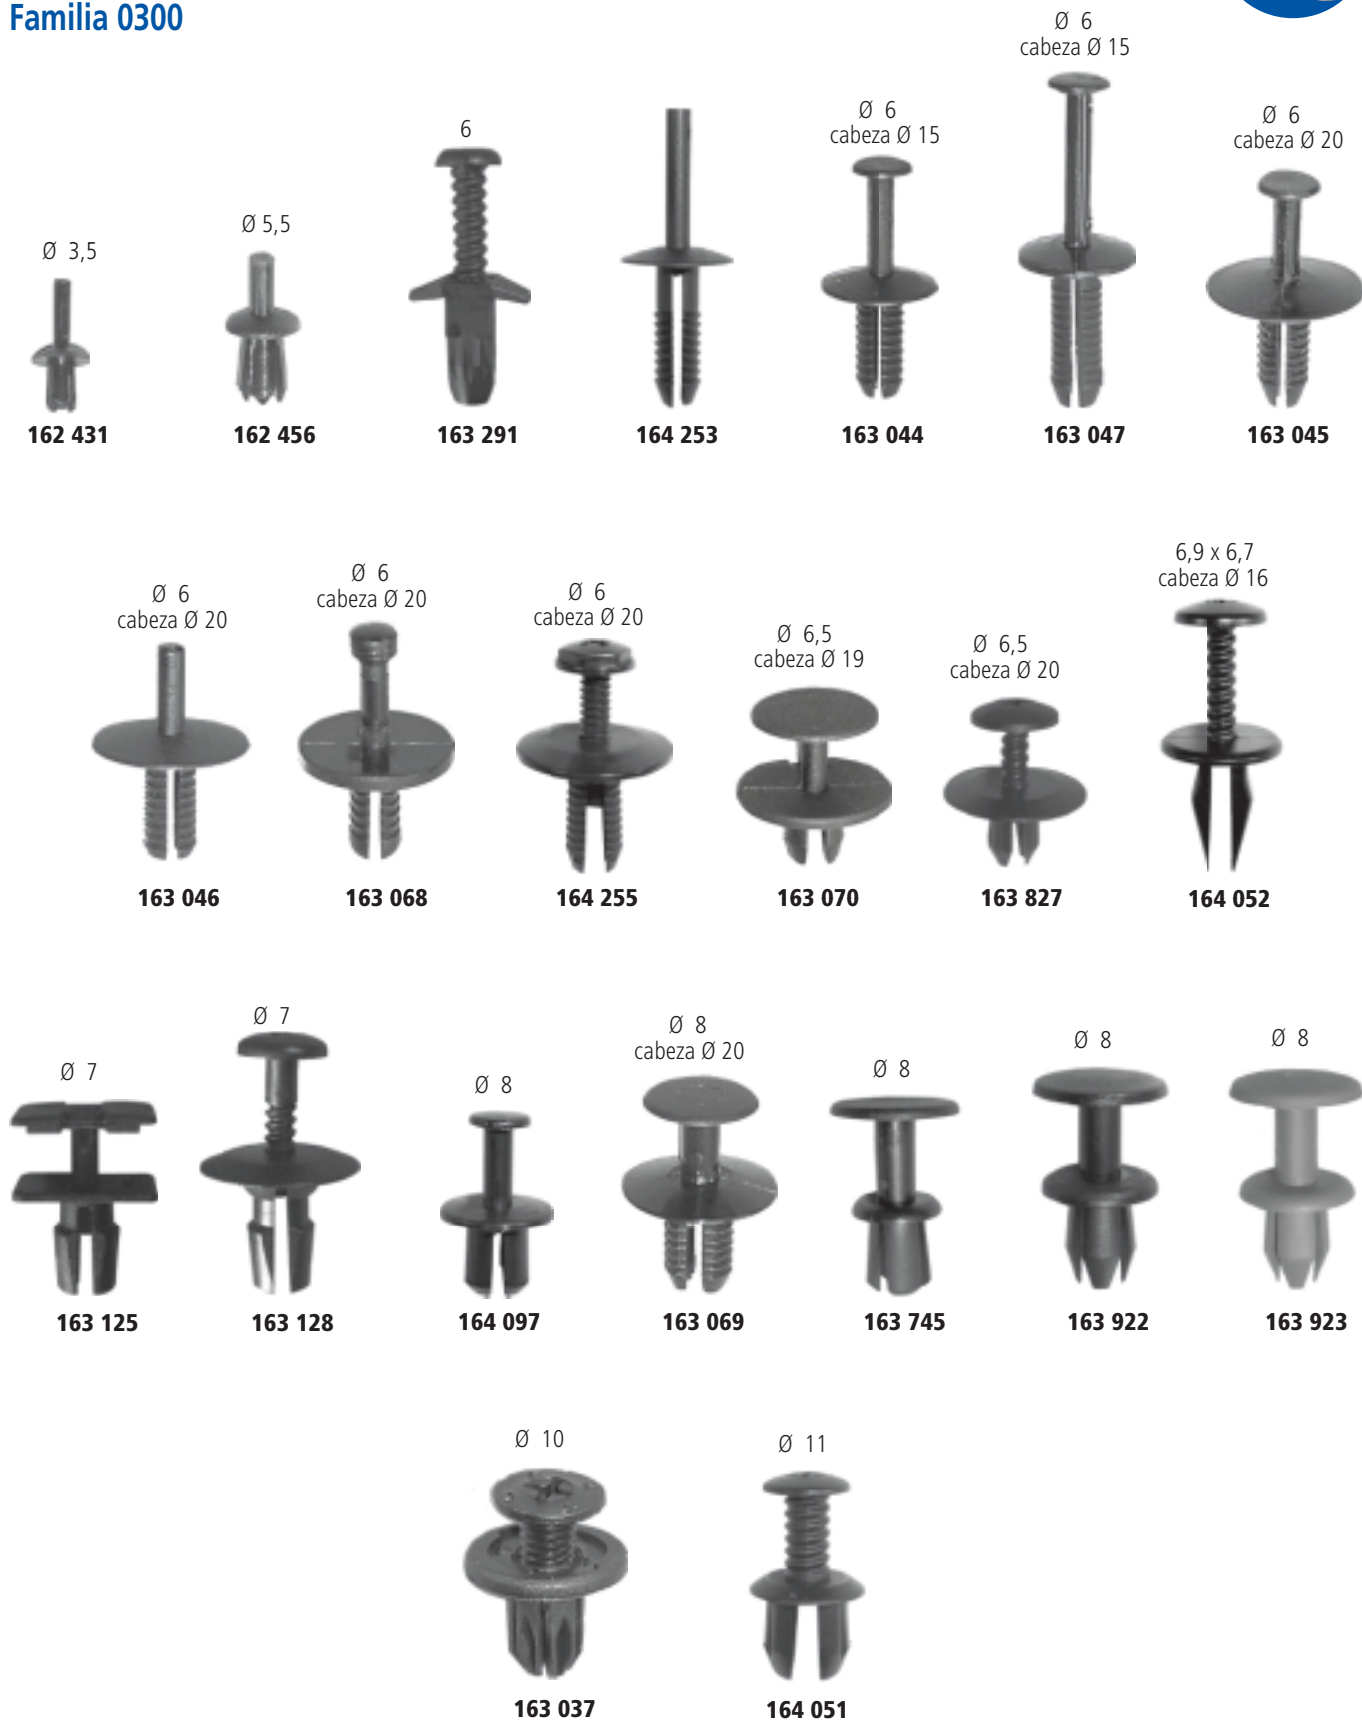 Familia 0300
Ø 3,5
162 431
Ø 5,5
162 456
6
163 291
164 253
Ø 6
cabeza Ø 15
163 044
Ø 6
cabeza Ø 15
163 047
Ø 6
cabeza Ø 20
163 045
Ø 6
cabeza Ø 20
163 046
Ø 6
cabeza Ø 20
163 068
Ø 6
cabeza Ø 20
164 255
Ø 6,5
cabeza Ø 19
163 070
Ø 6,5
cabeza Ø 20
163 827
6,9 x 6,7
cabeza Ø 16
164 052
Ø 7
163 125
Ø 7
163 128
Ø 8
164 097
Ø 8
cabeza Ø 20
163 069
Ø 8
163 745
Ø 8
163 922
Ø 8
163 923
Ø 10
163 037
Ø 11
164 051